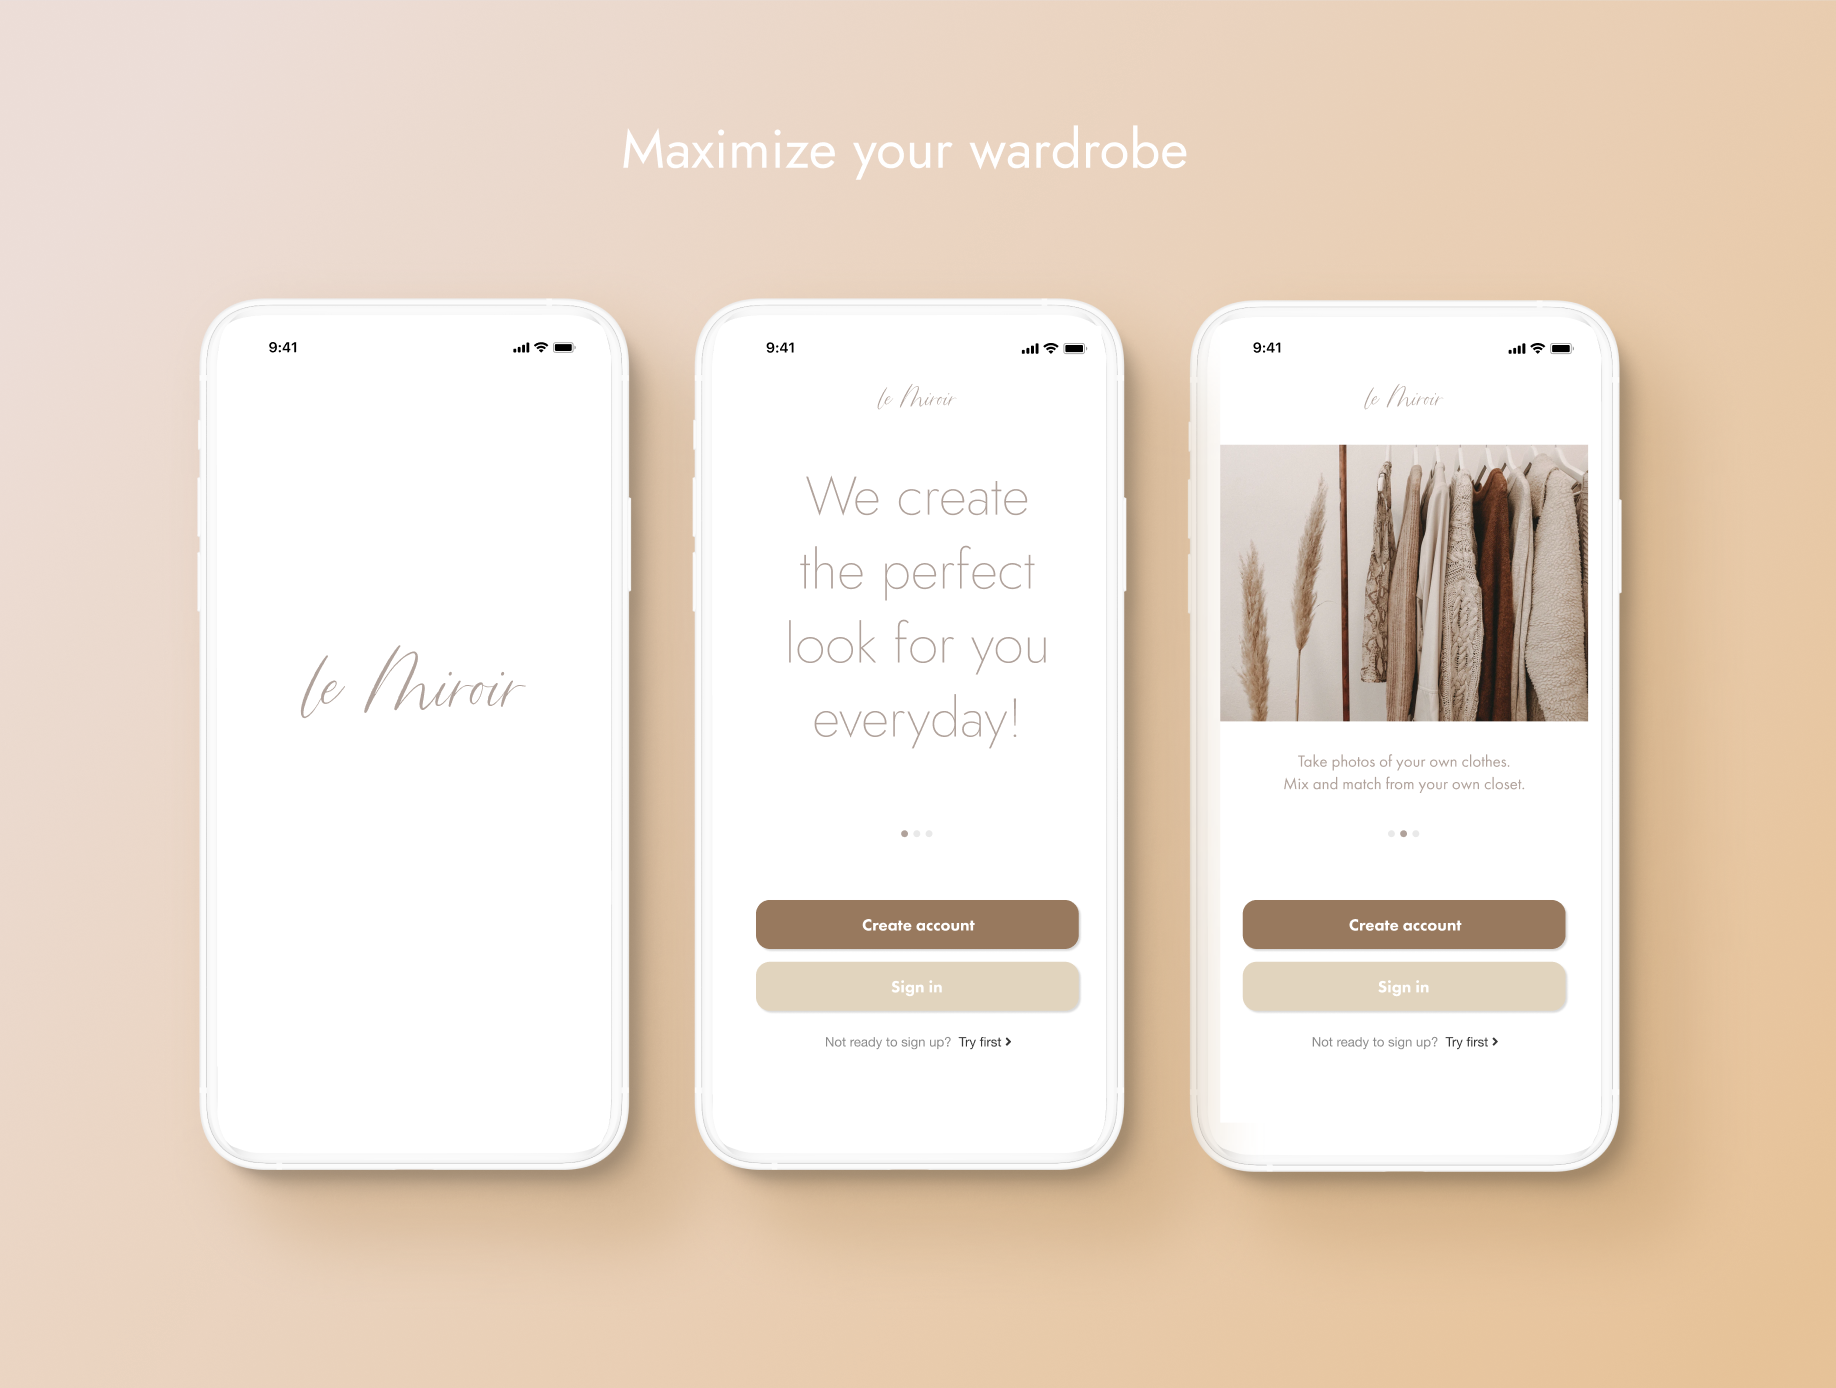 Maximize your wardrobe
9:41
le Miroir
9:41
le Miroir
We create
the perfect
look for you
everyday!
Create account
Sign in
Not ready to sign up? Try first >
9:41
le Miroir
Take photos of your own clothes.
Mix and match from your own closet.
Create account
Sign in
Not ready to sign up? Try first >